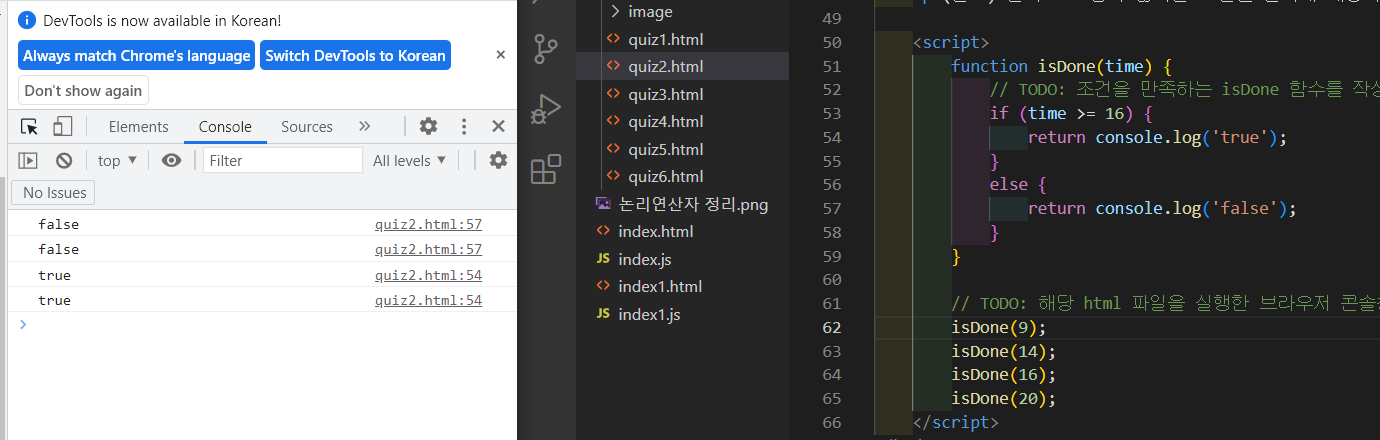 DevTools is now available in Korean!
Always match Chrome's language
Switch DevTools to Korean
Don't show again
Elements
Console
Sources
top
Filter
All levels
No Issues
false quiz2.html:57
false quiz2.html:57
true quiz2.html:54
true quiz2.html:54
image
quiz1.html
quiz2.html
quiz3.html
quiz4.html
quiz5.html
quiz6.html
논리연산자 정리.png
index.html
JS index.js
index1.html
JS index1.js
49
50 <script>
51 function isDone(time) {
52 // TODO: 조건을 만족하는 isDone 함수를 작성
53 if (time >= 16) {
54 return console.log('true');
55 }
56 else {
57 return console.log('false');
58 }
59 }
60
61 // TODO: 해당 html 파일을 실행한 브라우저 콘솔
62 isDone(9);
63 isDone(14);
64 isDone(16);
65 isDone(20);
66 </script>